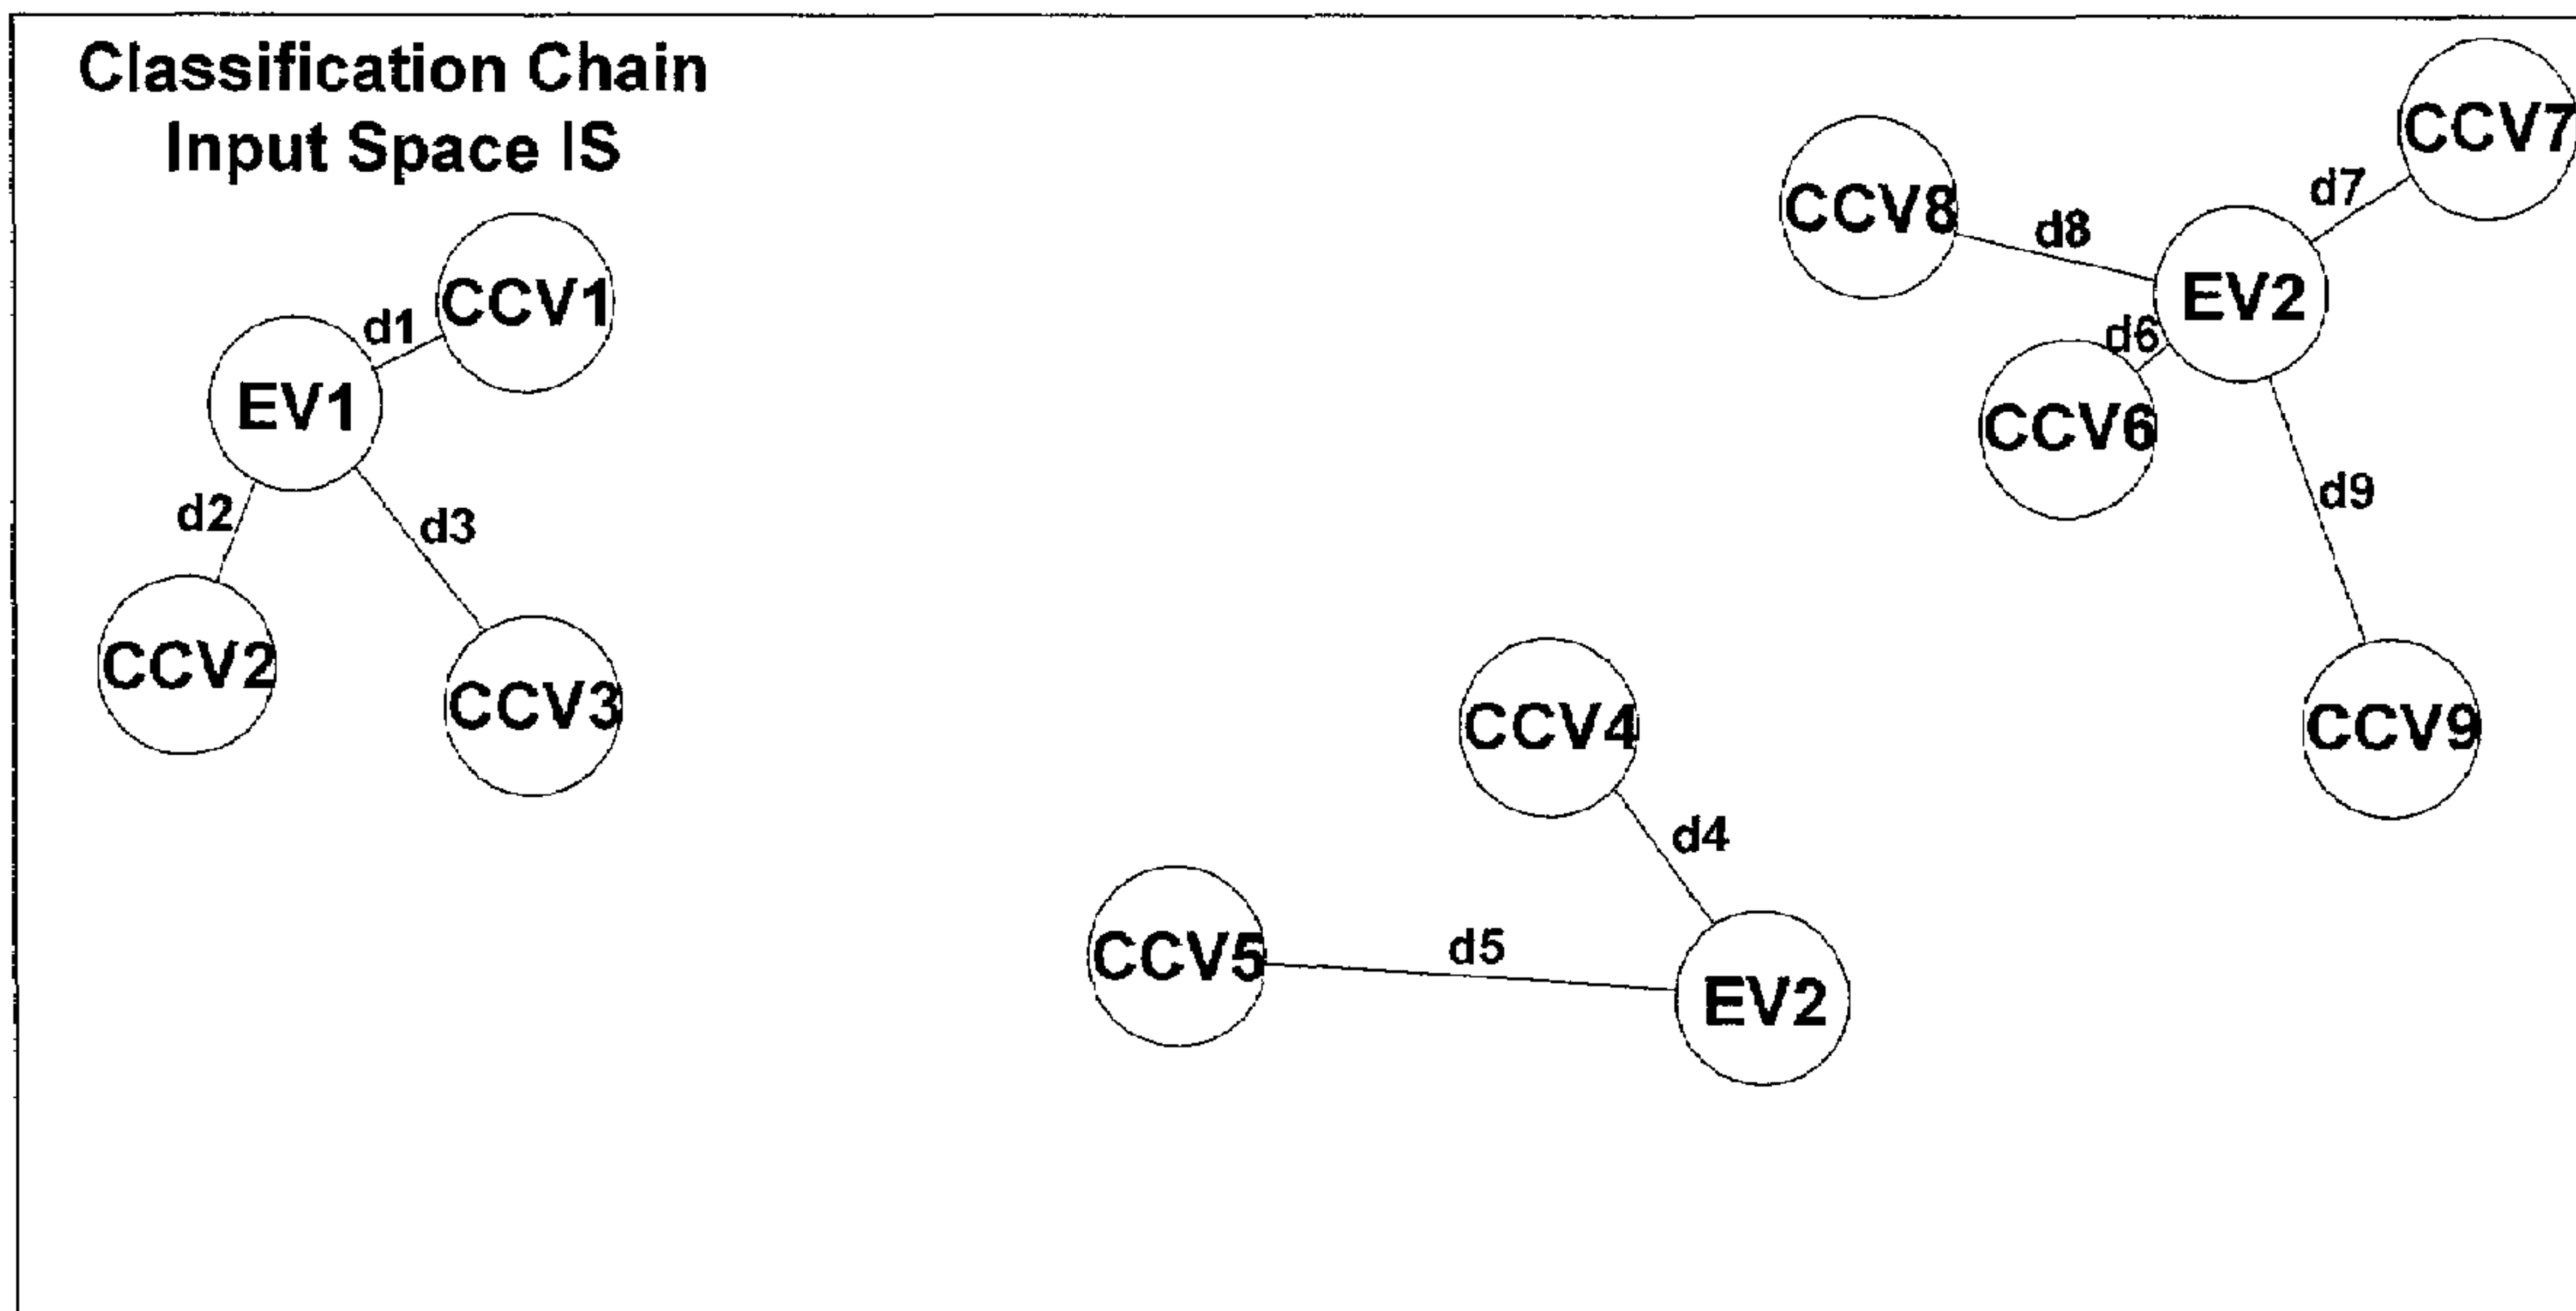 Classification Chain
Input Space IS
CCV7
CCV8
d7
d8
EV2
CCV1
d1
d6
EV1
CCV6
d9
d2
d3
CCV2
CCV3
CCV4
CCV9
d4
CCV5
d5
EV2